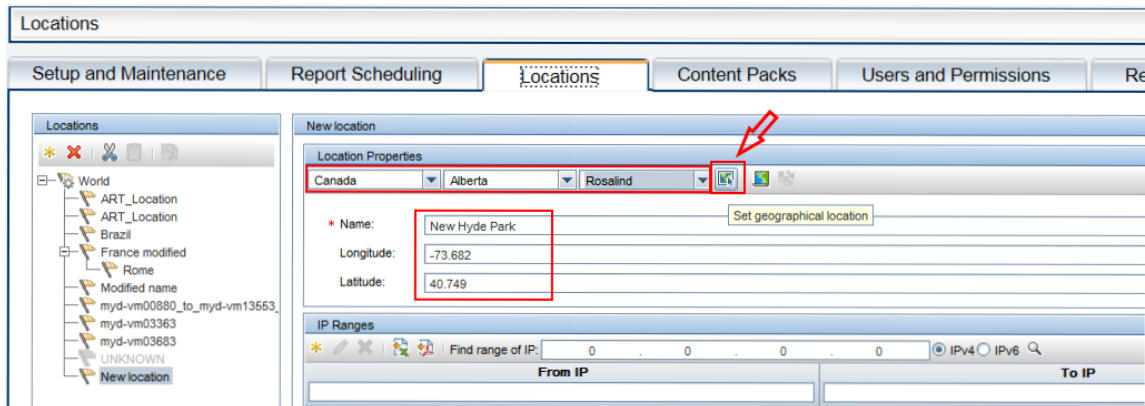 Locations
Setup and Maintenance
Report Scheduling
Locations
Content Packs
Users and Permissions
Re
Locations
World
ART_Location
ART_Location
Brazil
France modified
Rome
Modified name
myd-vm00880_to_myd-vm13553_
myd-vm03363
myd-vm03683
UNKNOWN
New location
New location
Location Properties
Canada Alberta Rosalind
Set geographical location
* Name: New Hyde Park
Longitude: -73.682
Latitude: 40.749
IP Ranges
Find range of IP: 0 . 0 . 0 . 0 IPv4 IPv6
From IP To IP